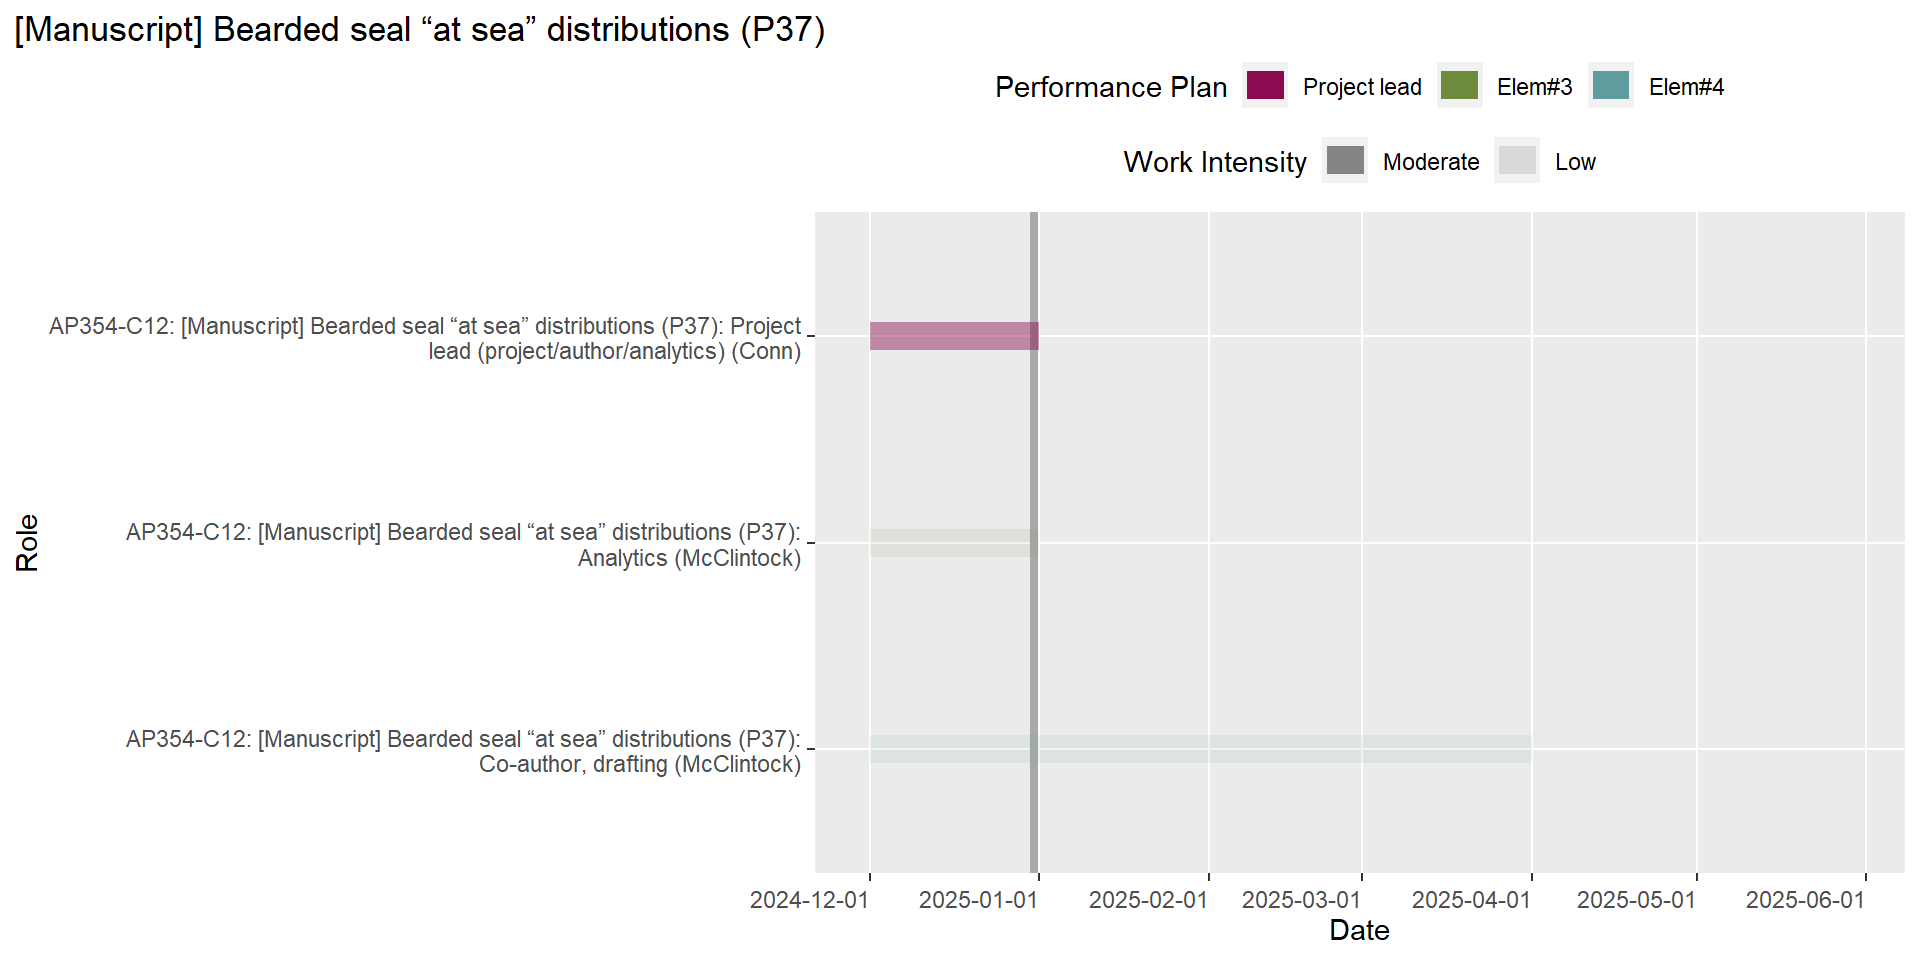 [Manuscript] Bearded seal “at sea” distributions (P37)
Performance Plan Project lead Elem#3 Elem#4
Work Intensity Moderate Low
AP354-C12: [Manuscript] Bearded seal “at sea” distributions (P37): Project
lead (project/author/analytics) (Conn)
AP354-C12: [Manuscript] Bearded seal “at sea” distributions (P37):
Analytics (McClintock)
AP354-C12: [Manuscript] Bearded seal “at sea” distributions (P37):
Co-author, drafting (McClintock)
Role
2024-12-01 2025-01-01 2025-02-01 2025-03-01 2025-04-01 2025-05-01 2025-06-01
Date